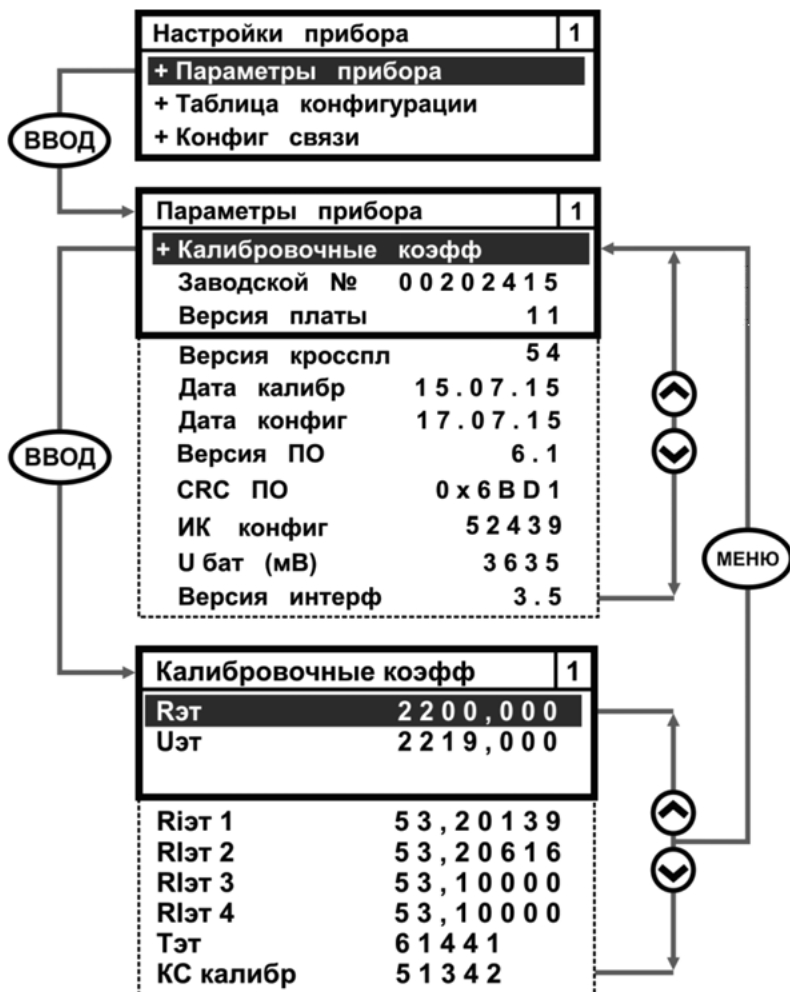 Настройки прибора 1
+ Параметры прибора
+ Таблица конфигурации
+ Конфиг связи
ВВОД
Параметры прибора 1
+ Калибровочные коэфф
Заводской № 00202415
Версия платы 11
Версия кросспл 54
Дата калибр 15.07.15
Дата конфиг 17.07.15
Версия ПО 6.1
CRC ПО 0x6BD1
ИК конфиг 52439
U бат (мВ) 3635
Версия интерф 3.5
ВВОД
МЕНЮ
Калибровочные коэфф 1
Rэт 2200,000
Uэт 2219,000
Riэт 1 53,20139
RIэт 2 53,20616
RIэт 3 53,10000
RIэт 4 53,10000
Тэт 61441
КС калибр 51342